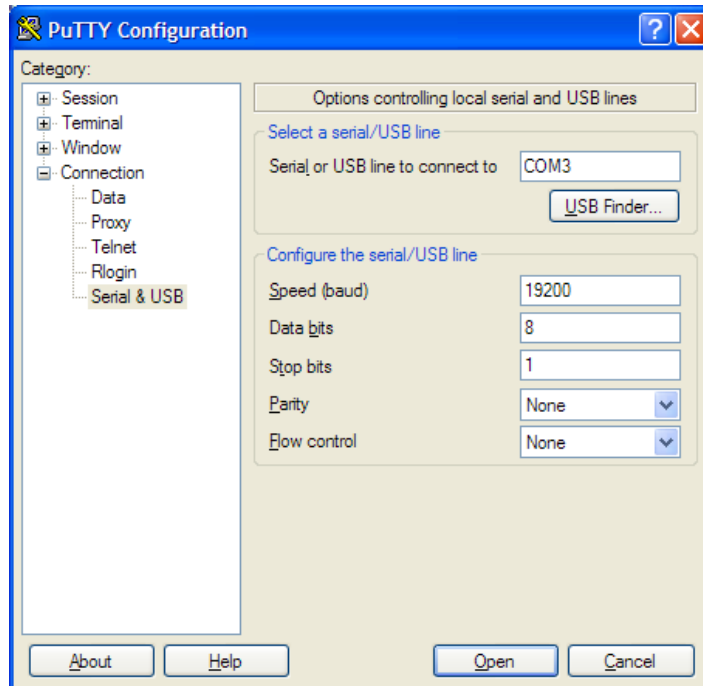 PuTTY Configuration
Category:
Session
Terminal
Window
Connection
Data
Proxy
Telnet
Rlogin
Serial & USB
Options controlling local serial and USB lines
Select a serial/USB line
Serial or USB line to connect to COM3
USB Finder...
Configure the serial/USB line
Speed (baud) 19200
Data bits 8
Stop bits 1
Parity None
Flow control None
About Help Open Cancel